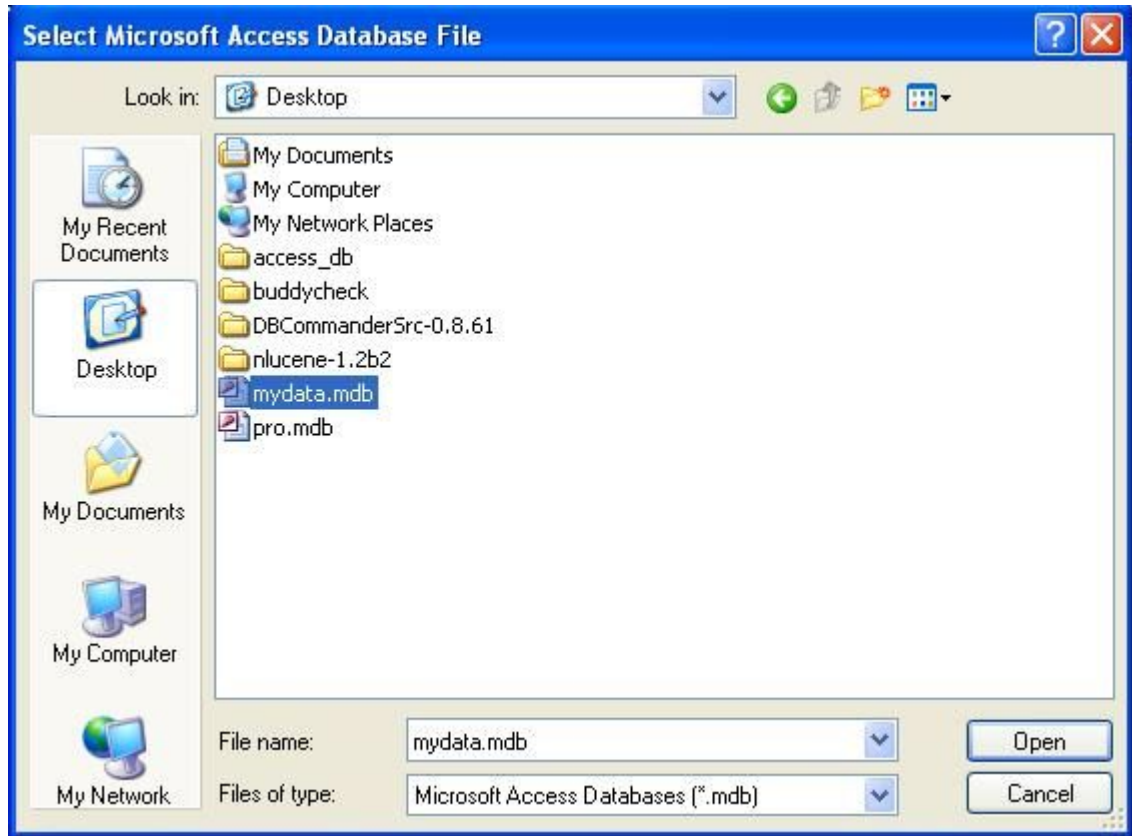 Select Microsoft Access Database File
Look in:
Desktop
My Recent
Documents
Desktop
My Documents
My Computer
My Network
My Documents
My Computer
My Network Places
access_db
buddycheck
DBCommanderSrc-0.8.61
nlucene-1.2b2
mydata.mdb
pro.mdb
File name:
mydata.mdb
Open
Files of type:
Microsoft Access Databases (*.mdb)
Cancel